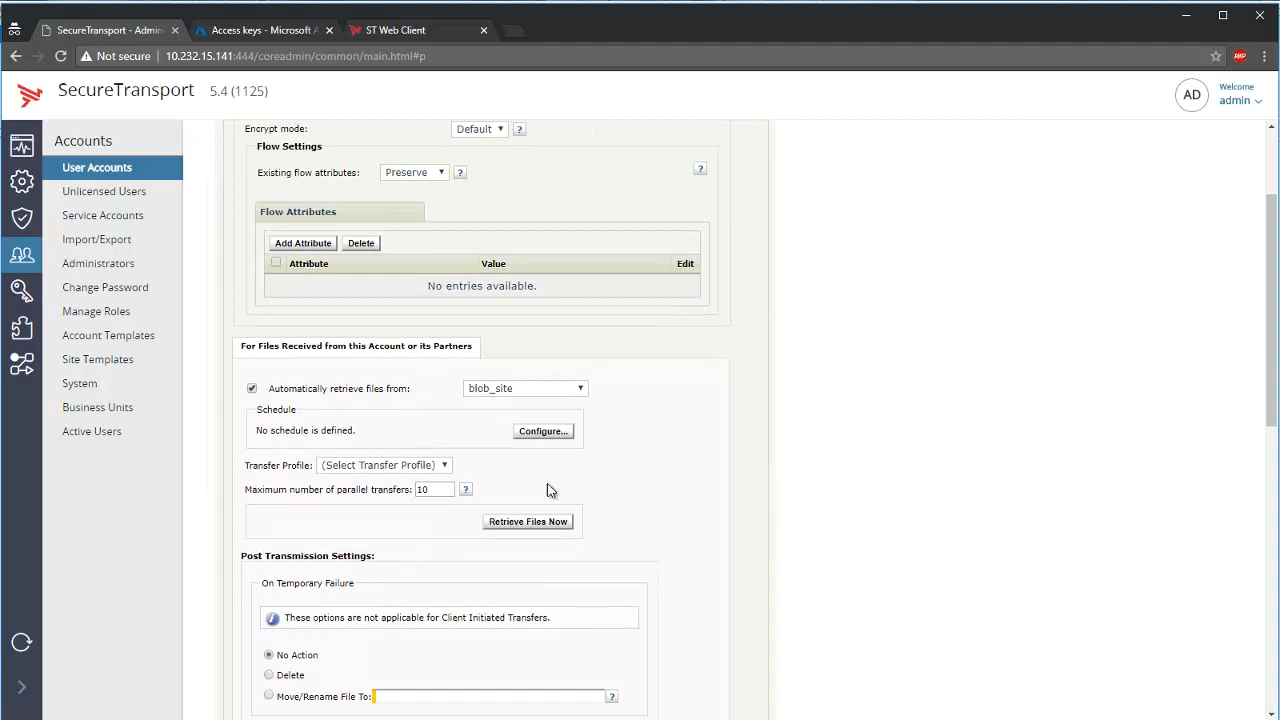 SecureTransport - Admin
Access keys - Microsoft A
ST Web Client
Not secure
10.232.15.141:444/coreadmin/common/main.html#p
ABP
SecureTransport 5.4 (1125)
AD
Welcome
admin
Accounts
User Accounts
Unlicensed Users
Service Accounts
Import/Export
Administrators
Change Password
Manage Roles
Account Templates
Site Templates
System
Business Units
Active Users
Encrypt mode: Default ?
Flow Settings
Existing flow attributes: Preserve ? ?
Flow Attributes
Add Attribute Delete
Attribute Value Edit
No entries available.
For Files Received from this Account or its Partners
Automatically retrieve files from: blob_site
Schedule
No schedule is defined. Configure...
Transfer Profile: (Select Transfer Profile)
Maximum number of parallel transfers: 10 ?
Retrieve Files Now
Post Transmission Settings:
On Temporary Failure
These options are not applicable for Client Initiated Transfers.
No Action
Delete
Move/Rename File To: ?